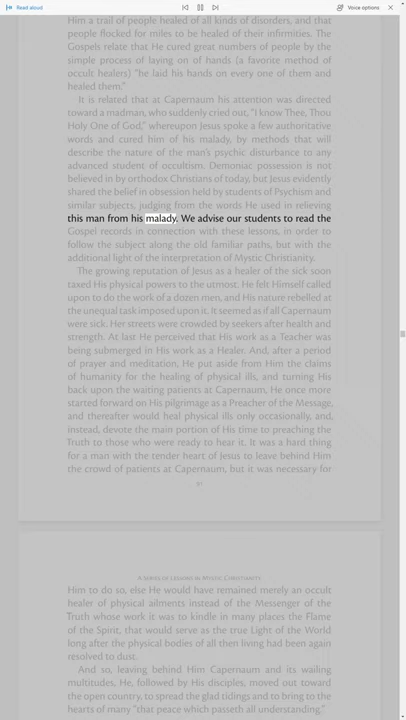 Read aloud
Voice options
Him a trail of people healed of all kinds of disorders, and that
people flocked for miles to be healed of their infirmities. The
Gospels relate that He cured great numbers of people by the
simple process of laying on of hands (a favorite method of
occult healers) "he laid his hands on every one of them and
healed them."
It is related that at Capernaum his attention was directed
toward a madman, who suddenly cried out, "I know Thee, Thou
Holy One of God," whereupon Jesus spoke a few authoritative
words and cured him of his malady, by methods that will
describe the nature of the man's psychic disturbance to any
advanced student of occultism. Demoniac possession is not
believed in by orthodox Christians of today, but Jesus evidently
shared the belief in obsession held by students of Psychism and
similar subjects, judging from the words He used in relieving
this man from his malady. We advise our students to read the
Gospel records in connection with these lessons, in order to
follow the subject along the old familiar paths, but with the
additional light of the interpretation of Mystic Christianity.
The growing reputation of Jesus as a healer of the sick soon
taxed His physical powers to the utmost. He felt Himself called
upon to do the work of a dozen men, and His nature rebelled at
the unequal task imposed upon it. It seemed as if all Capernaum
were sick. Her streets were crowded by seekers after health and
strength. At last He perceived that His work as a Teacher was
being submerged in His work as a Healer. And, after a period
of prayer and meditation, He put aside from Him the claims
of humanity for the healing of physical ills, and turning His
back upon the waiting patients at Capernaum, He once more
started forward on His pilgrimage as a Preacher of the Message,
and thereafter would heal physical ills only occasionally, and,
instead, devote the main portion of His time to preaching the
Truth to those who were ready to hear it. It was a hard thing
for a man with the tender heart of Jesus to leave behind Him
the crowd of patients at Capernaum, but it was necessary for
A Series of Lessons in Mystic Christianity
Him to do so, else He would have remained merely an occult
healer of physical ailments instead of the Messenger of the
Truth whose work it was to kindle in many places the Flame
of the Spirit, that would serve as the true Light of the World
long after the physical bodies of all then living had been again
resolved to dust.
And so, leaving behind Him Capernaum and its wailing
multitudes, He, followed by His disciples, moved out toward
the open country, to spread the glad tidings and to bring to the
hearts of many "that peace which passeth all understanding."